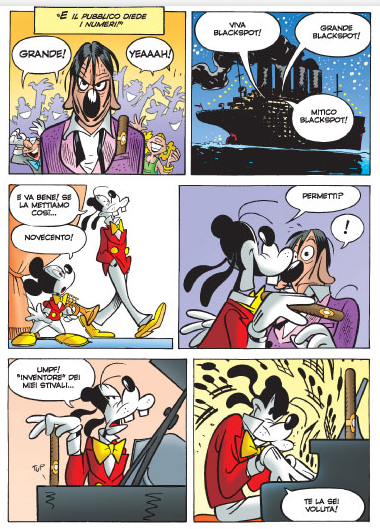 "E IL PUBBLICO DIEDE
I NUMERI!"
GRANDE!
YEAAAH!
VIVA
BLACKSPOT!
GRANDE
BLACKSPOT!
MITICO
BLACKSPOT!
E VA BENE! SE
LA METTIAMO
COSÌ...
NOVECENTO!
PERMETTI?
!
UMPF!
"INVENTORE" DEI
MIEI STIVALI...
TUP
TE LA SEI
VOLUTA!